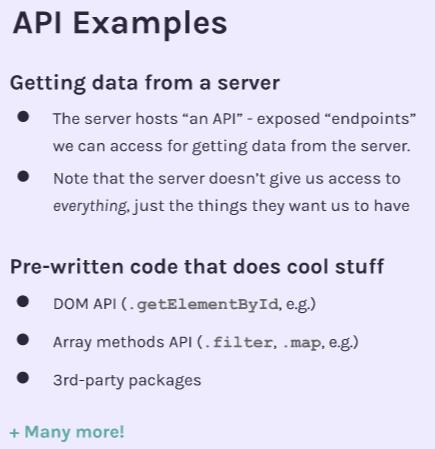 API Examples
Getting data from a server
● The server hosts “an API” - exposed “endpoints”
we can access for getting data from the server.
● Note that the server doesn’t give us access to
everything, just the things they want us to have
Pre-written code that does cool stuff
● DOM API (.getElementById, e.g.)
● Array methods API (.filter, .map, e.g.)
● 3rd-party packages
+ Many more!